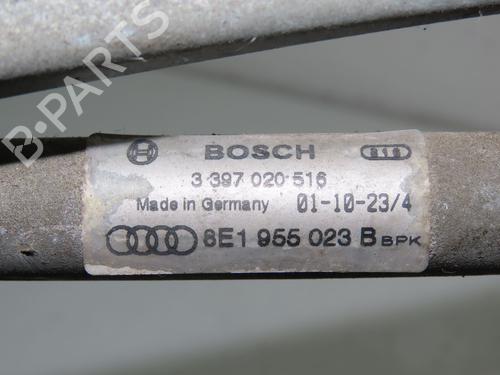 B-PARTS
BOSCH
3 397 020 516
Made in Germany 01-10-23/4
8E1 955 023 B BPK